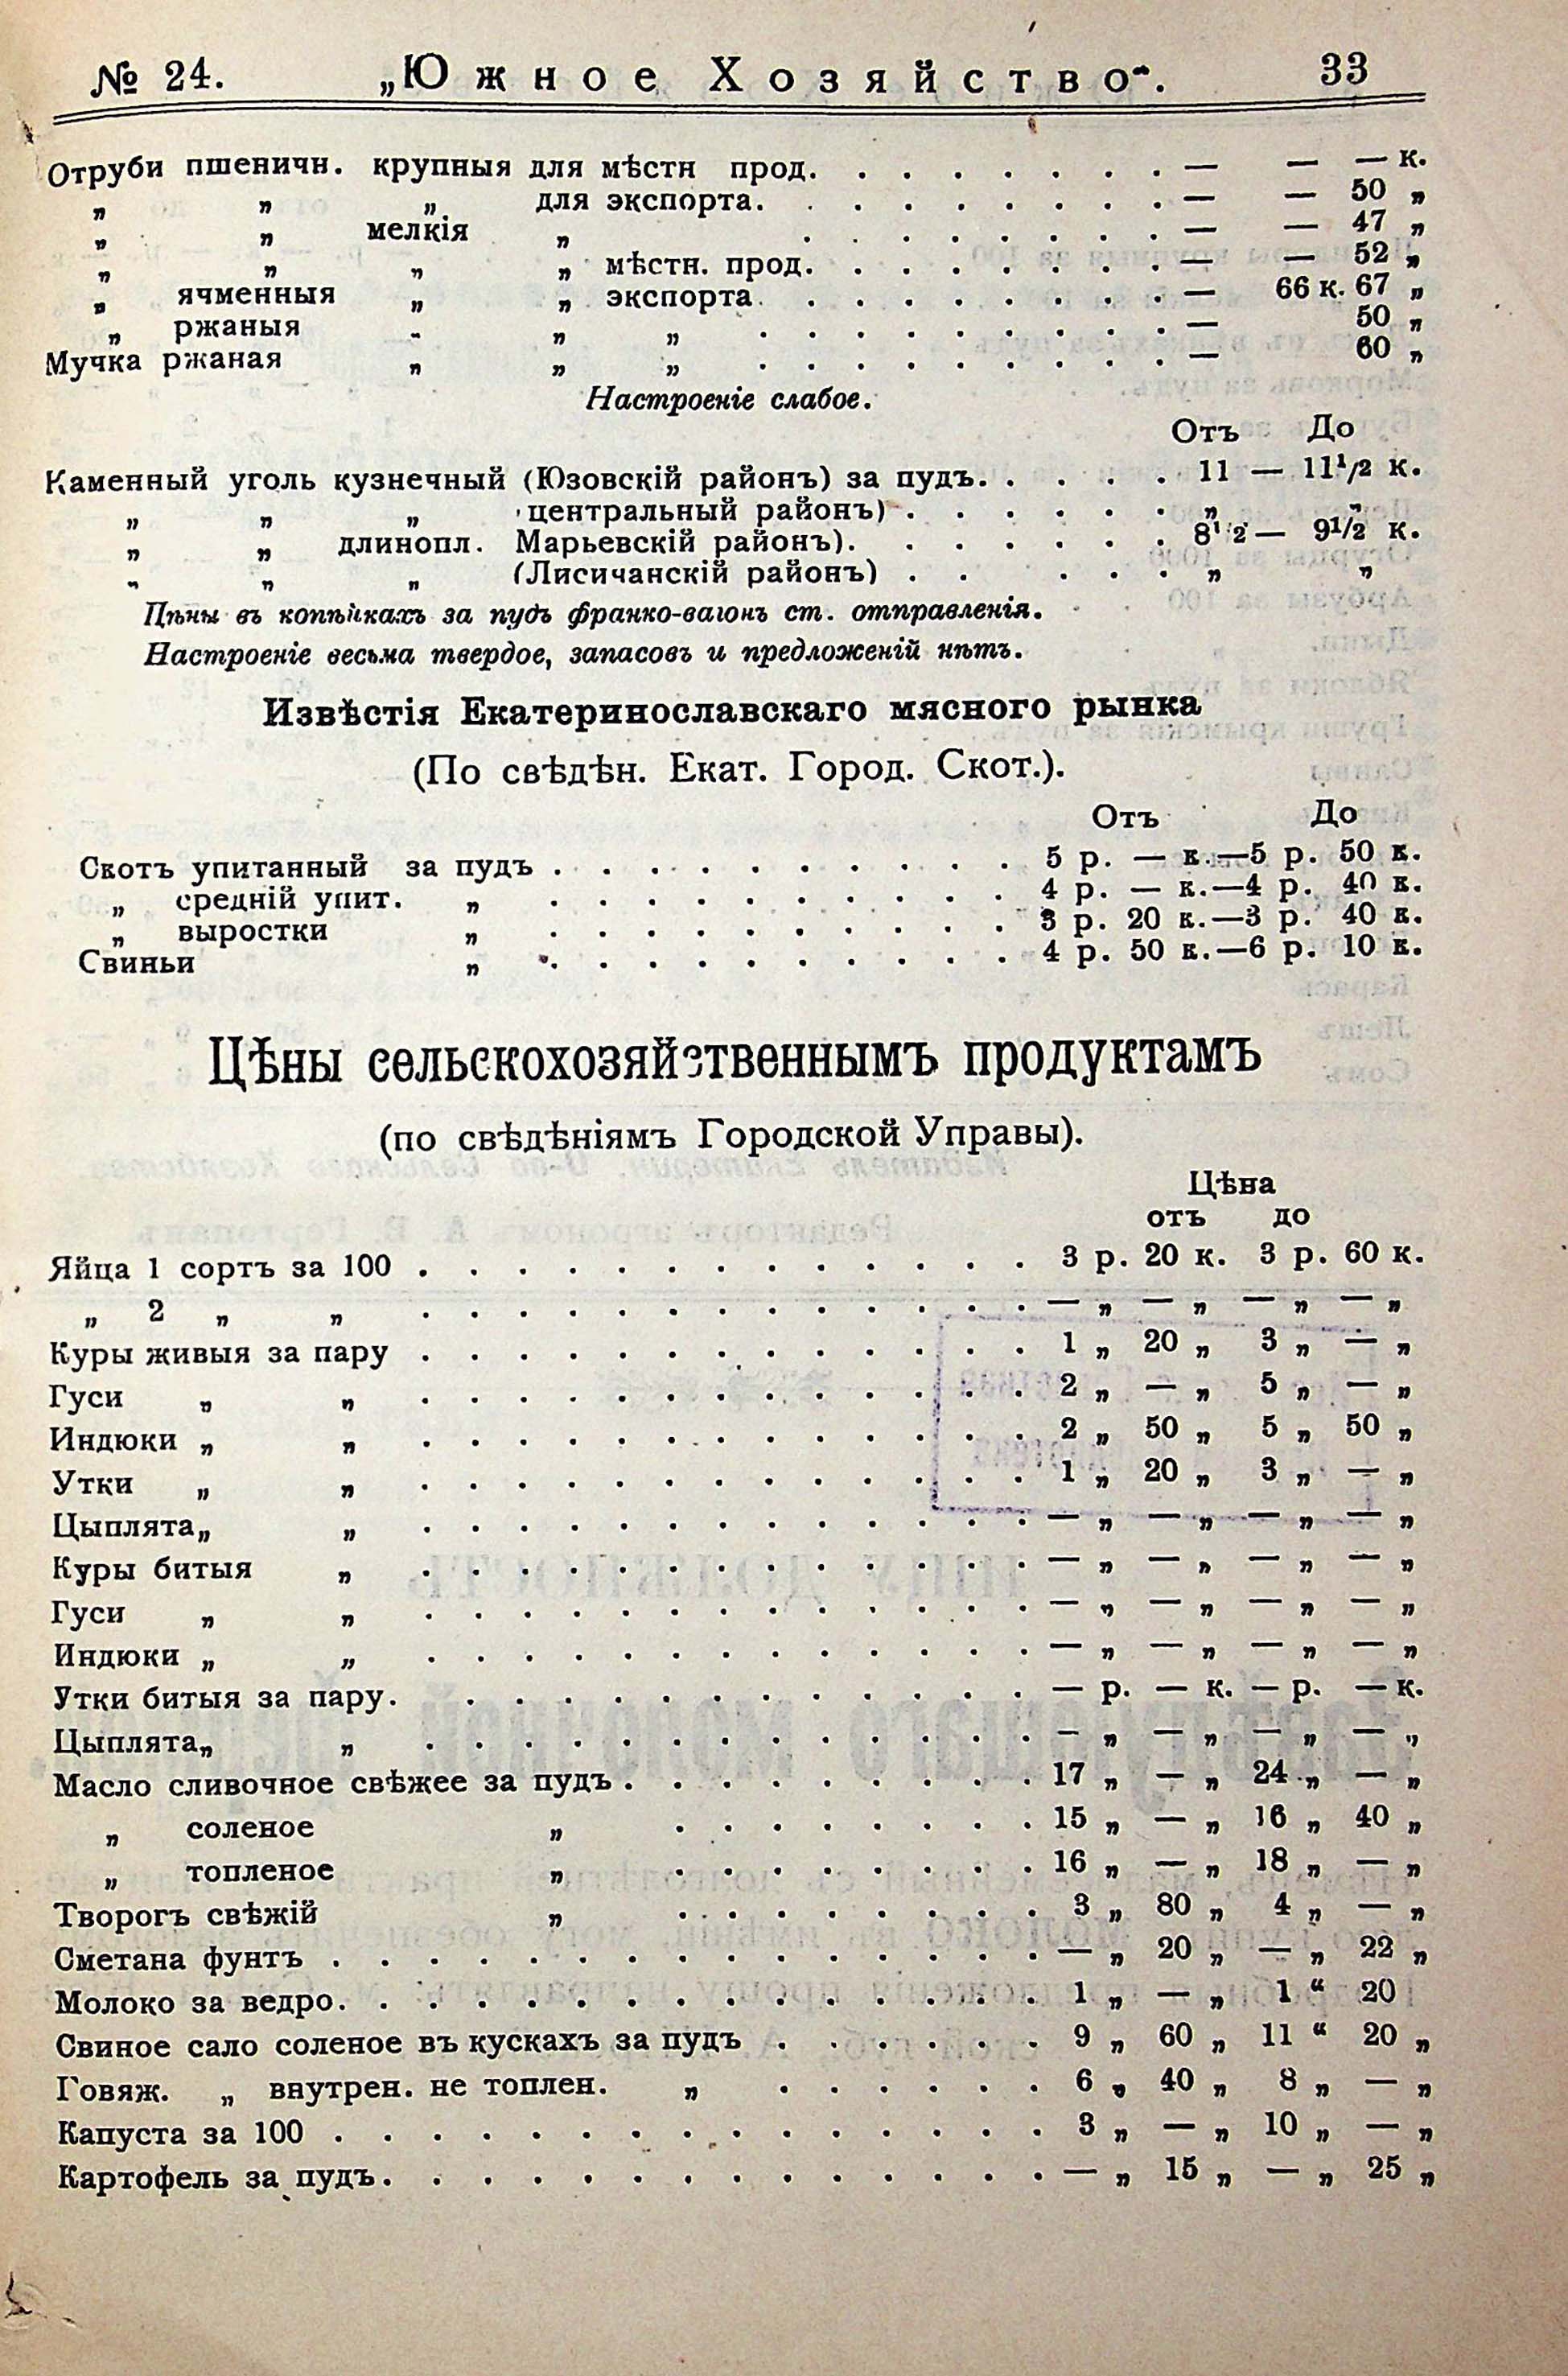 № 24. „Южное Хозяйство“. 33
Отруби пшеничн. крупныя для мѣстн прод. . . . . . . . — — — к.
„ „ „ для экспорта. . . . . . . . . — — 50 „
„ „ мелкія „ . . . . . . . . — — 47 „
„ „ „ „ мѣстн. прод. . . . . . . . — — 52 „
„ ячменныя „ „ экспорта. . . . . . . . . — 66 к. 67 „
„ ржаныя „ „ „ . . . . . . . . . — 50 „
Мучка ржаная „ „ „ . . . . . . . . . — 60 „
Настроеніе слабое.
Отъ До
Каменный уголь кузнечный (Юзовскій районъ) за пудъ. . . . . 11 — 11¹/2 к.
„ „ „ центральный районъ) . . . . . . „ „
„ „ длинопл. Марьевскій районъ). . . . . . . 8¹/2 — 9¹/2 к.
„ „ „ (Лисичанскій районъ) . . . . . „ „
Цѣны въ копѣйкахъ за пудъ франко-вагонъ ст. отправленія.
Настроеніе весьма твердое, запасовъ и предложеній нѣтъ.
Извѣстія Екатеринославскаго мясного рынка
(По свѣдѣн. Екат. Город. Скот.).
Отъ До
Скотъ упитанный за пудъ . . . . . . . . . . 5 р. — к.—5 р. 50 к.
„ средній упит. „ . . . . . . . . . . 4 р. — к.—4 р. 40 к.
„ выростки „ . . . . . . . . . . 3 р. 20 к.—3 р. 40 к.
Свиньи „ . . . . . . . . . . 4 р. 50 к.—6 р. 10 к.
Цѣны сельскохозяйственнымъ продуктамъ
(по свѣдѣніямъ Городской Управы).
Цѣна
отъ до
Яйца 1 сортъ за 100 . . . . . . . . . . . . . 3 р. 20 к. 3 р. 60 к.
„ 2 „ „ . . . . . . . . . . . . . — „ — „ — „ — „
Куры живыя за пару . . . . . . . . . . . . . 1 „ 20 „ 3 „ — „
Гуси „ „ . . . . . . . . . . . . . 2 „ — „ 5 „ — „
Индюки „ „ . . . . . . . . . . . . . 2 „ 50 „ 5 „ 50 „
Утки „ „ . . . . . . . . . . . . . 1 „ 20 „ 3 „ — „
Цыплята„ „ . . . . . . . . . . . . . — „ — „ — „ — „
Куры битыя „ . . . . . . . . . . . . . — „ — „ — „ — „
Гуси „ „ . . . . . . . . . . . . . — „ — „ — „ — „
Индюки „ „ . . . . . . . . . . . . . — „ — „ — „ — „
Утки битыя за пару. . . . . . . . . . . . . — р. — к. — р. — к.
Цыплята„ „ . . . . . . . . . . . . . — „ — „ — „ — „
Масло сливочное свѣжее за пудъ . . . . . . . . . 17 „ — „ 24 „ — „
„ соленое „ . . . . . . . . 15 „ — „ 16 „ 40 „
„ топленое „ . . . . . . . . 16 „ — „ 18 „ — „
Творогъ свѣжій „ . . . . . . . . 3 „ 80 „ 4 „ — „
Сметана фунтъ . . . . . . . . . . . . . . . — „ 20 „ — „ 22 „
Молоко за ведро. . . . . . . . . . . . . . . 1 „ — „ 1 “ 20
Свиное сало соленое въ кускахъ за пудъ . . . . . . 9 „ 60 „ 11 “ 20 „
Говяж. „ внутрен. не топлен. „ . . . . . . 6 „ 40 „ 8 „ — „
Капуста за 100 . . . . . . . . . . . . . . . 3 „ — „ 10 „ — „
Картофель за пудъ. . . . . . . . . . . . . . — „ 15 „ — „ 25 „